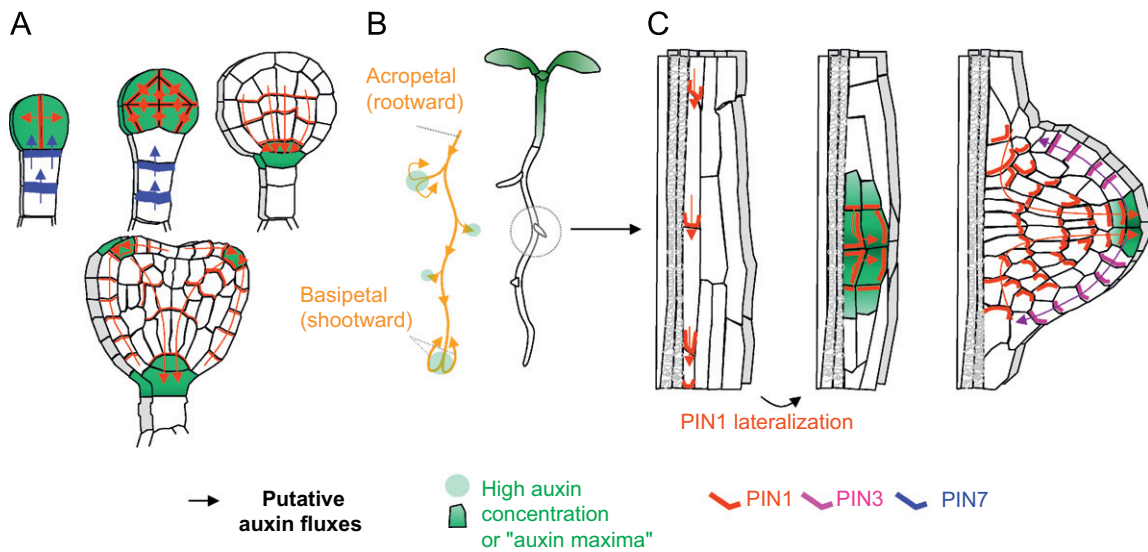 A
B
C
Acropetal
(rootward)
Basipetal
(shootward)
PIN1 lateralization
Putative
auxin fluxes
High auxin
concentration
or "auxin maxima"
PIN1
PIN3
PIN7